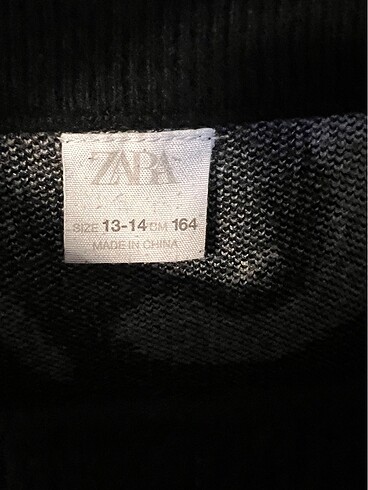 ZARA
SIZE 13-14 CM 164
MADE IN CHINA